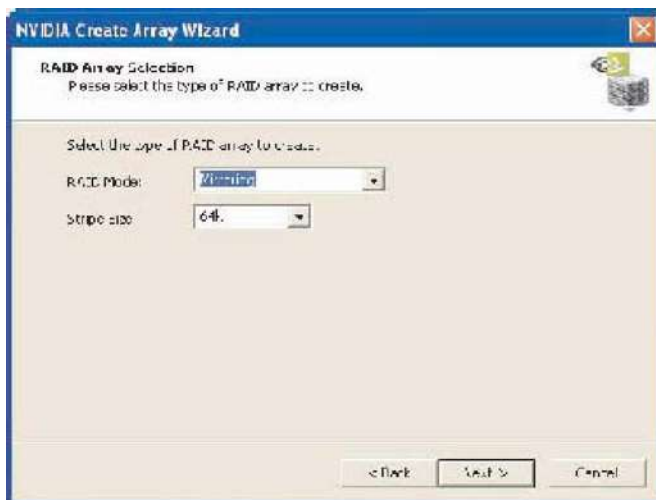 NVIDIA Create Array Wizard
RAID Array Selection
Please select the type of RAID array to create.
Select the type of RAID array to create.
RAID Mode:
Mirroring
Stripe Size
64k
< Back
Next >
Cancel